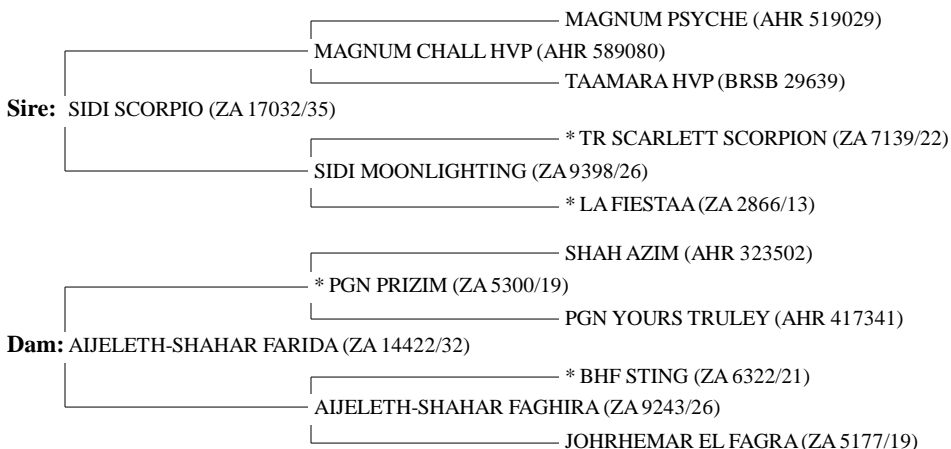 MAGNUM PSYCHE (AHR 519029)
MAGNUM CHALL HVP (AHR 589080)
TAAMARA HVP (BRSB 29639)
Sire: SIDI SCORPIO (ZA 17032/35)
* TR SCARLETT SCORPION (ZA 7139/22)
SIDI MOONLIGHTING (ZA 9398/26)
* LA FIESTAA (ZA 2866/13)
SHAH AZIM (AHR 323502)
* PGN PRIZIM (ZA 5300/19)
PGN YOURS TRULEY (AHR 417341)
Dam: AIJELETH-SHAHAR FARIDA (ZA 14422/32)
* BHF STING (ZA 6322/21)
AIJELETH-SHAHAR FAGHIRA (ZA 9243/26)
JOHRHEMAR EL FAGRA (ZA 5177/19)